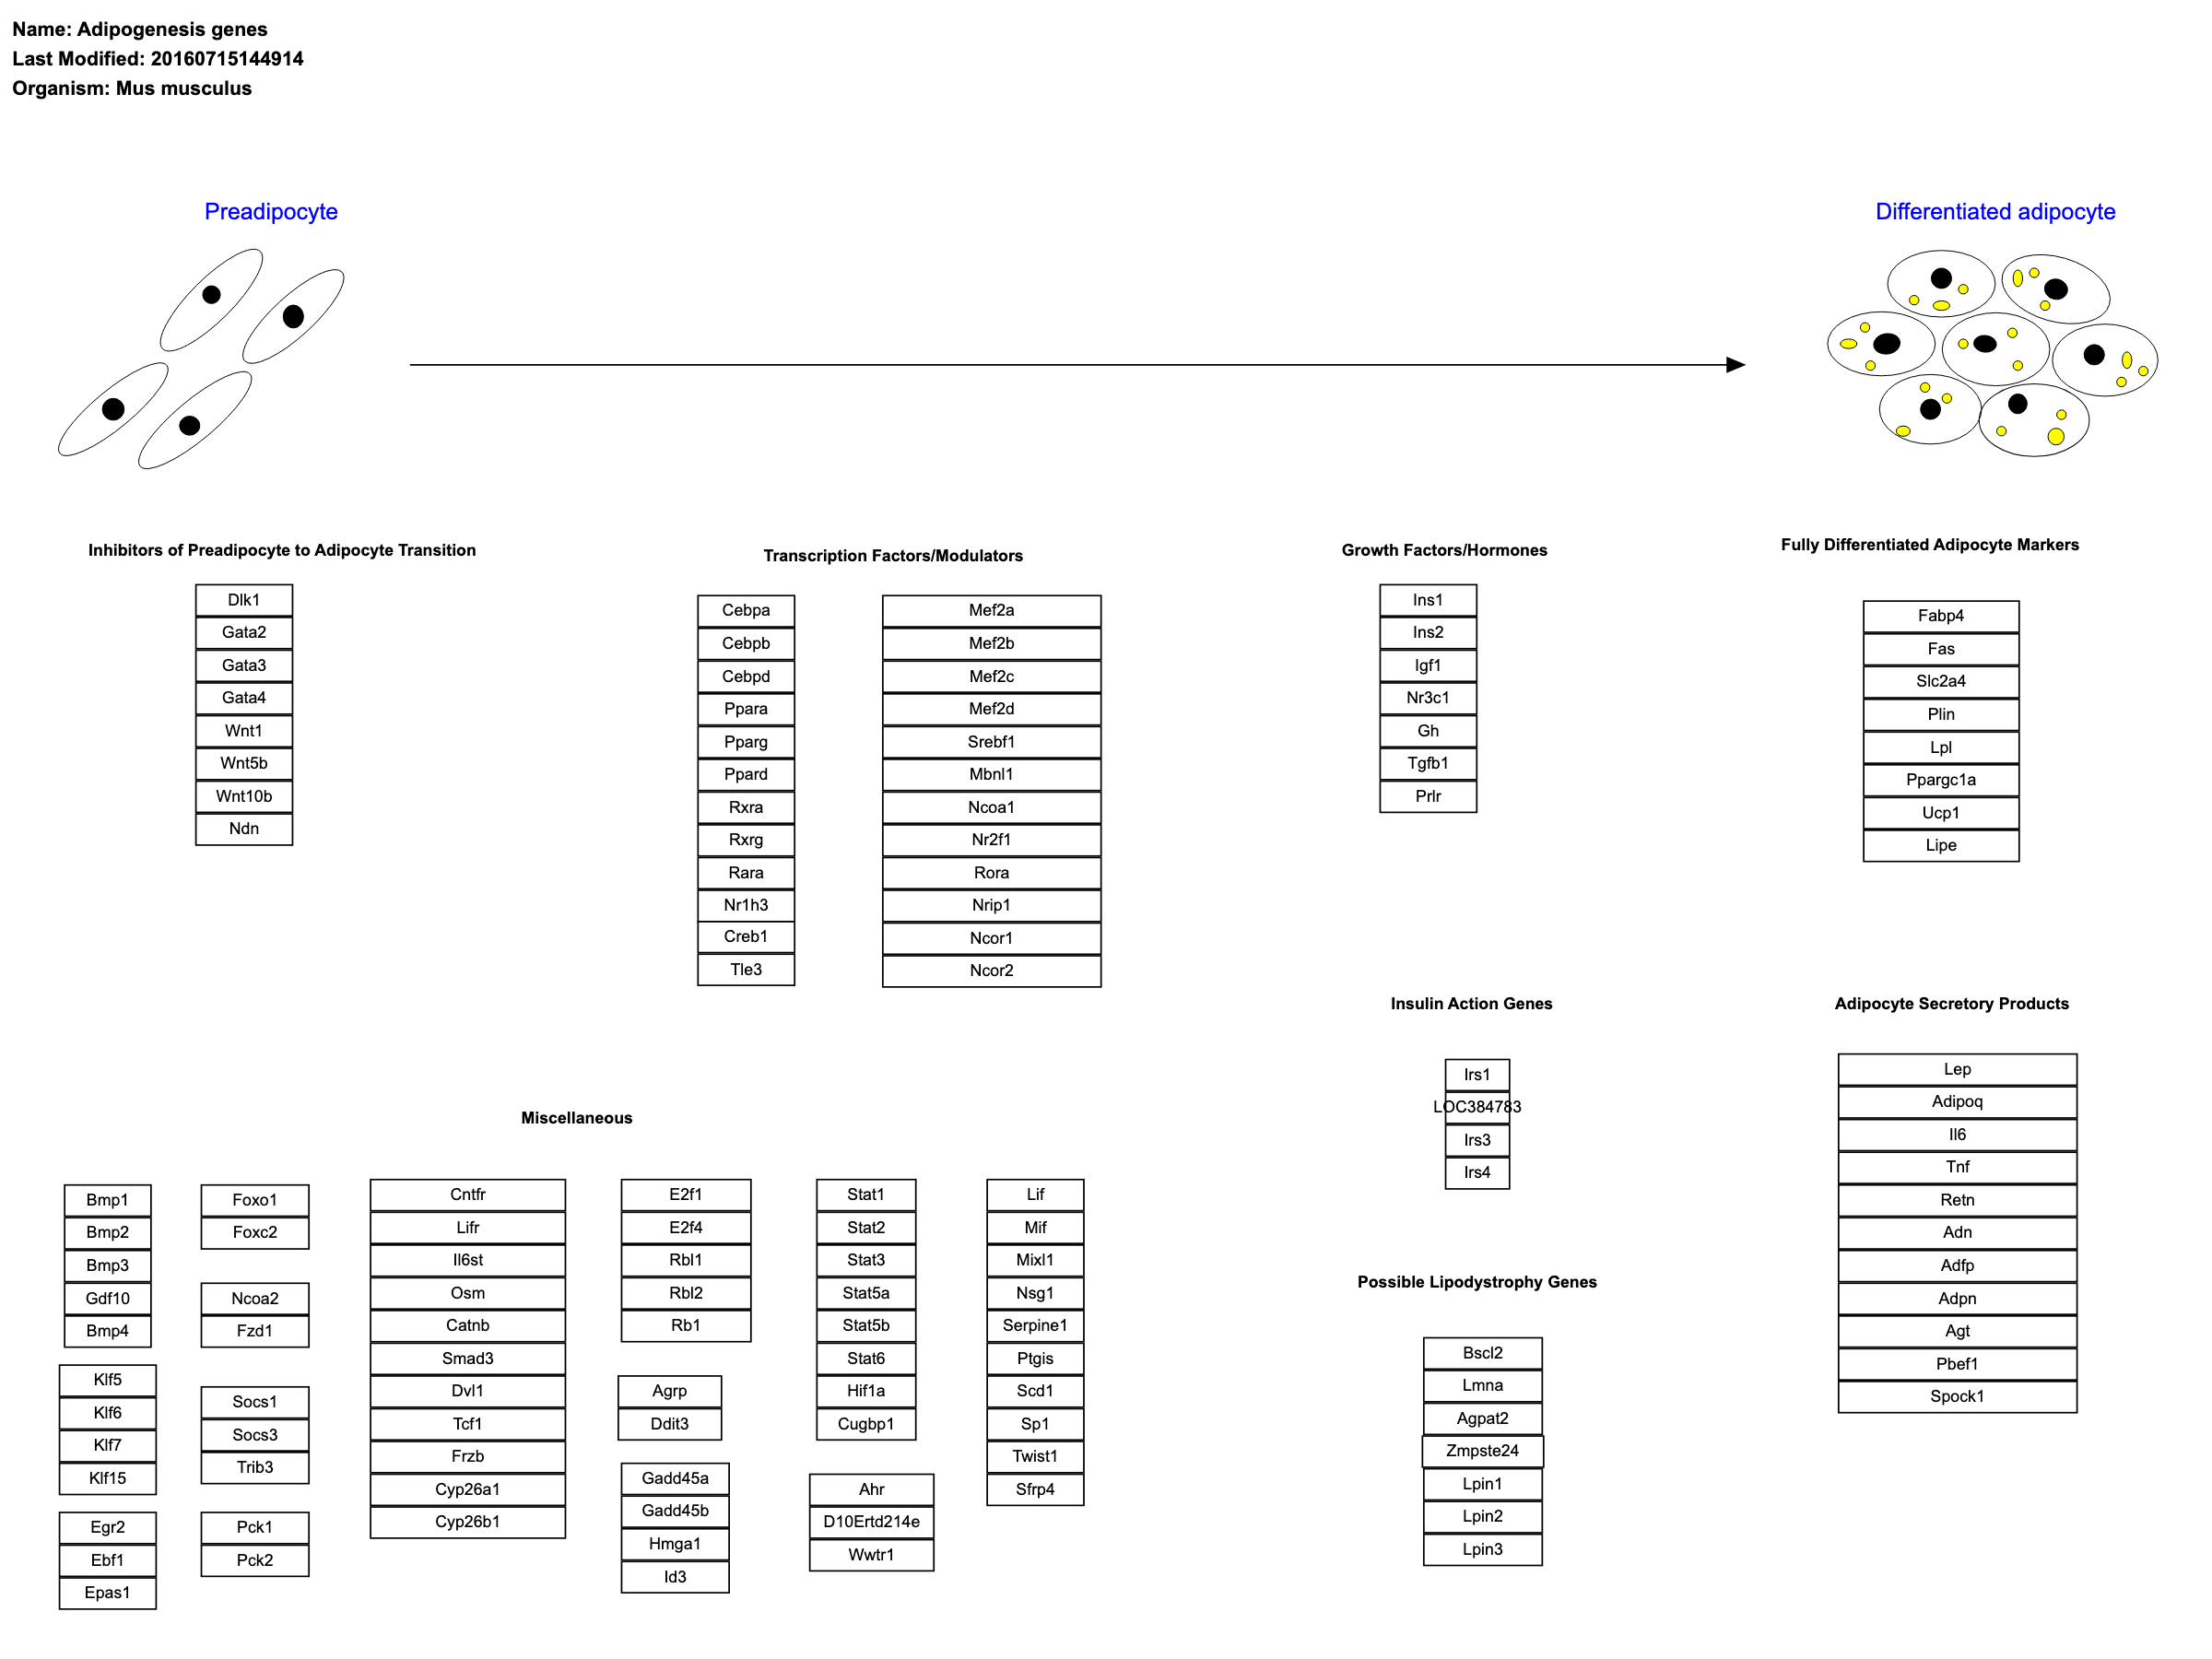 Name: Adipogenesis genes
Last Modified: 20160715144914
Organism: Mus musculus
Preadipocyte
Differentiated adipocyte
Inhibitors of Preadipocyte to Adipocyte Transition
Dlk1
Gata2
Gata3
Gata4
Wnt1
Wnt5b
Wnt10b
Ndn
Transcription Factors/Modulators
Cebpa
Cebpb
Cebpd
Ppara
Pparg
Ppard
Rxra
Rxrg
Rara
Nr1h3
Creb1
Tle3
Mef2a
Mef2b
Mef2c
Mef2d
Srebf1
Mbnl1
Ncoa1
Nr2f1
Rora
Nrip1
Ncor1
Ncor2
Growth Factors/Hormones
Ins1
Ins2
Igf1
Nr3c1
Gh
Tgfb1
Prlr
Fully Differentiated Adipocyte Markers
Fabp4
Fas
Slc2a4
Plin
Lpl
Ppargc1a
Ucp1
Lipe
Insulin Action Genes
Irs1
LOC384783
Irs3
Irs4
Adipocyte Secretory Products
Lep
Adipoq
Il6
Tnf
Retn
Adn
Adfp
Adpn
Agt
Pbef1
Spock1
Possible Lipodystrophy Genes
Bscl2
Lmna
Agpat2
Zmpste24
Lpin1
Lpin2
Lpin3
Miscellaneous
Bmp1
Bmp2
Bmp3
Gdf10
Bmp4
Klf5
Klf6
Klf7
Klf15
Egr2
Ebf1
Epas1
Foxo1
Foxc2
Ncoa2
Fzd1
Socs1
Socs3
Trib3
Pck1
Pck2
Cntfr
Lifr
Il6st
Osm
Catnb
Smad3
Dvl1
Tcf1
Frzb
Cyp26a1
Cyp26b1
E2f1
E2f4
Rbl1
Rbl2
Rb1
Agrp
Ddit3
Gadd45a
Gadd45b
Hmga1
Id3
Stat1
Stat2
Stat3
Stat5a
Stat5b
Stat6
Hif1a
Cugbp1
Ahr
D10Ertd214e
Wwtr1
Lif
Mif
Mixl1
Nsg1
Serpine1
Ptgis
Scd1
Sp1
Twist1
Sfrp4